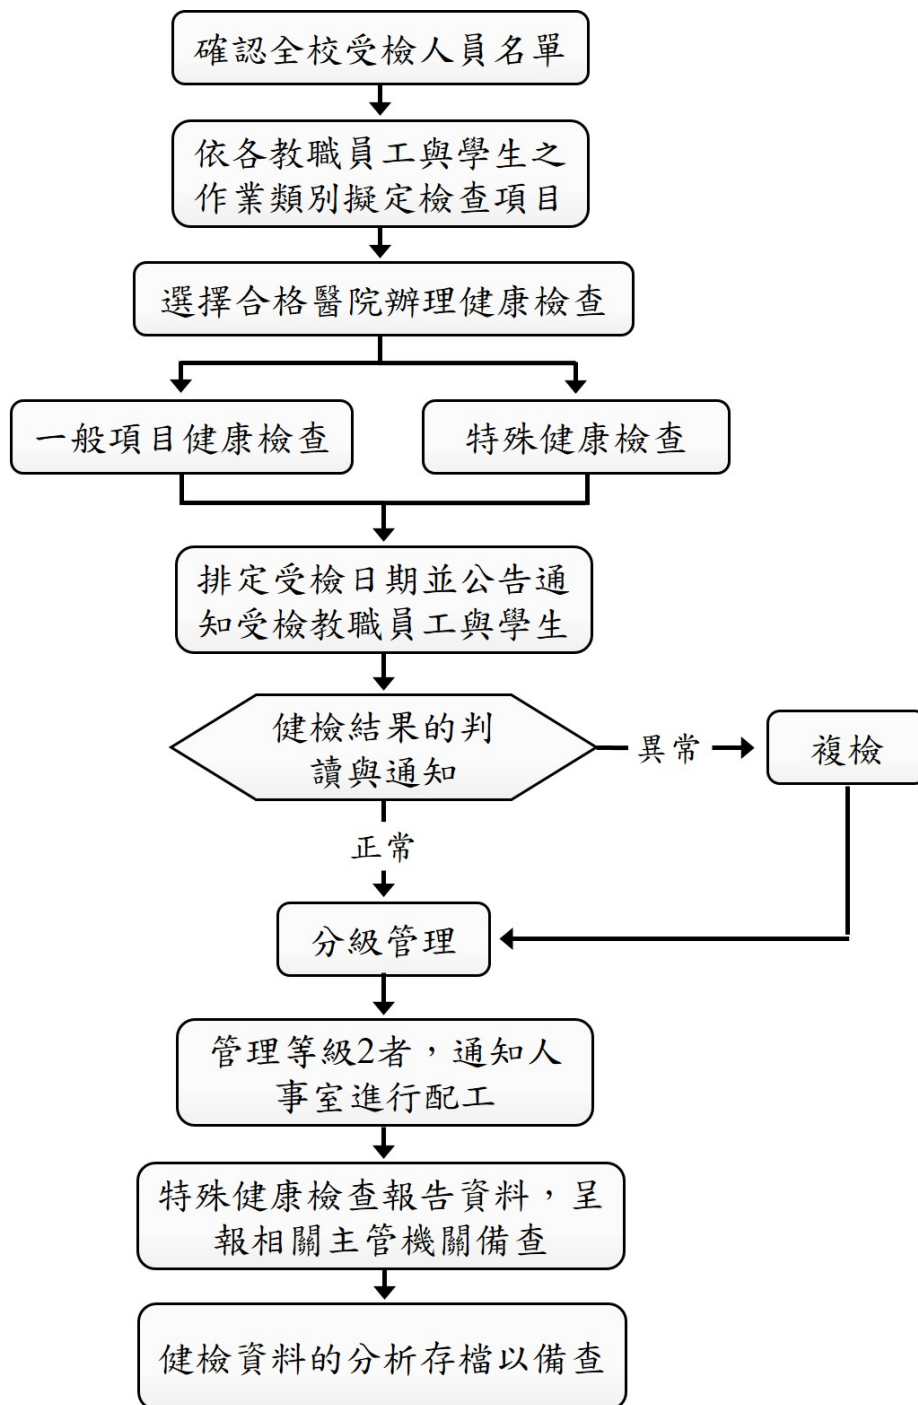 確認全校受檢人員名單
依各教職員工與學生之
作業類別擬定檢查項目
選擇合格醫院辦理健康檢查
一般項目健康檢查
特殊健康檢查
排定受檢日期並公告通
知受檢教職員工與學生
健檢結果的判
讀與通知
異常
複檢
正常
分級管理
管理等級2者，通知人
事室進行配工
特殊健康檢查報告資料，呈
報相關主管機關備查
健檢資料的分析存檔以備查